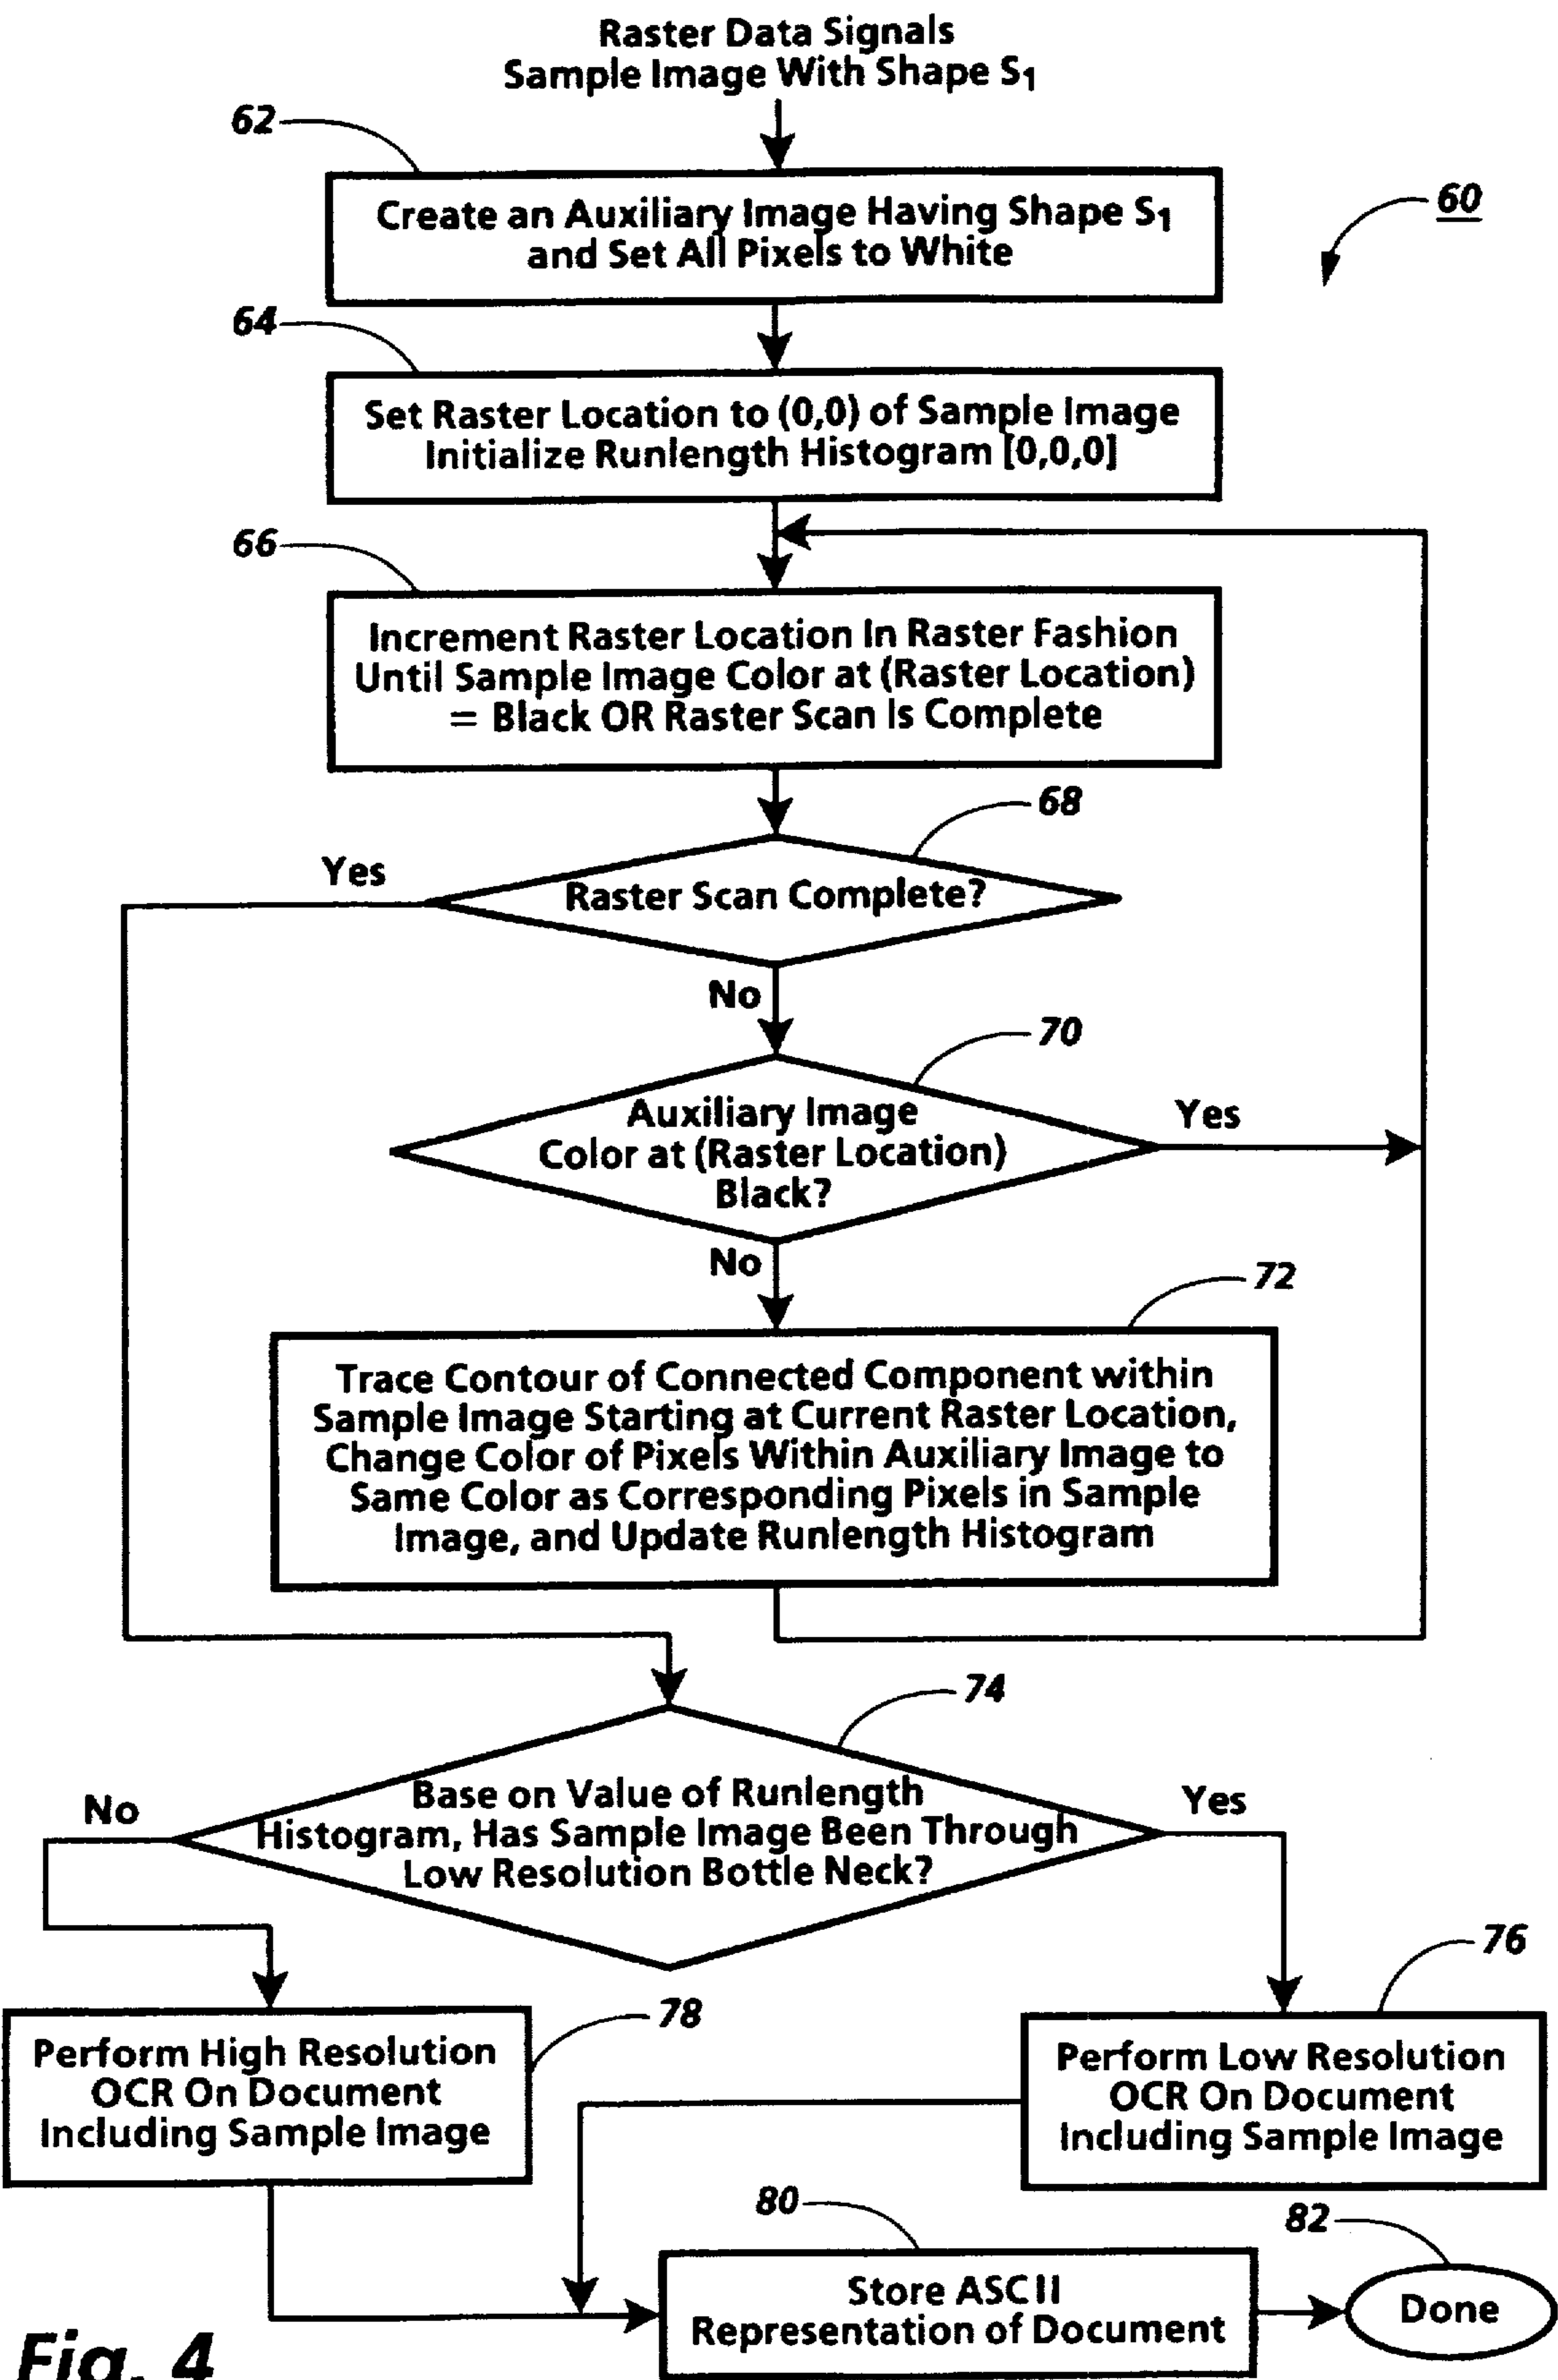 Raster Data Signals
Sample Image With Shape S1
62
Create an Auxiliary Image Having Shape S1
and Set All Pixels to White
60
64
Set Raster Location to (0,0) of Sample Image
Initialize Runlength Histogram [0,0,0]
66
Increment Raster Location In Raster Fashion
Until Sample Image Color at (Raster Location)
= Black OR Raster Scan Is Complete
68
Yes
Raster Scan Complete?
No
70
Auxiliary Image
Color at (Raster Location)
Black?
Yes
No
72
Trace Contour of Connected Component within
Sample Image Starting at Current Raster Location,
Change Color of Pixels Within Auxiliary Image to
Same Color as Corresponding Pixels in Sample
Image, and Update Runlength Histogram
74
No
Base on Value of Runlength
Histogram, Has Sample Image Been Through
Low Resolution Bottle Neck?
Yes
76
78
Perform High Resolution
OCR On Document
Including Sample Image
Perform Low Resolution
OCR On Document
Including Sample Image
80
82
Store ASCII
Representation of Document
Done
Fig. 4